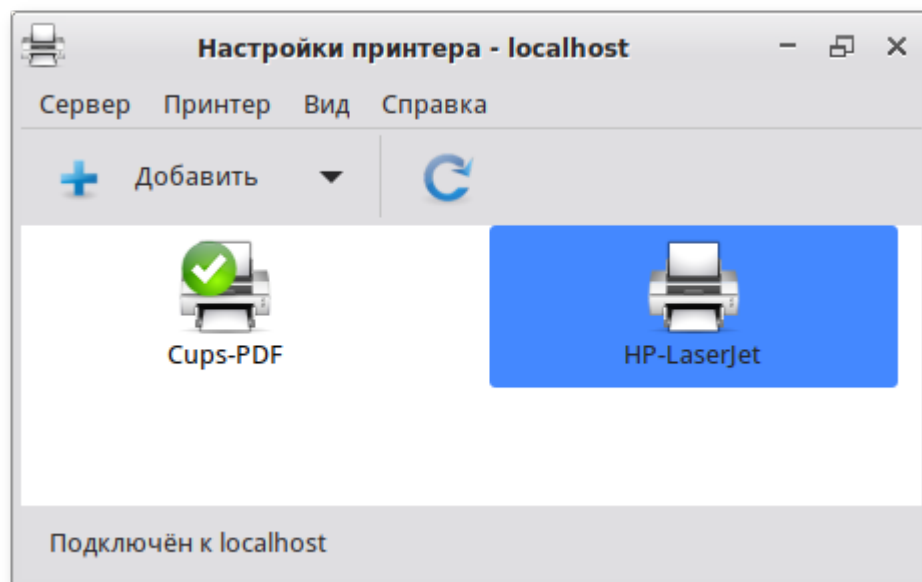 Настройки принтера - localhost
Сервер Принтер Вид Справка
Добавить
Cups-PDF HP-LaserJet
Подключён к localhost